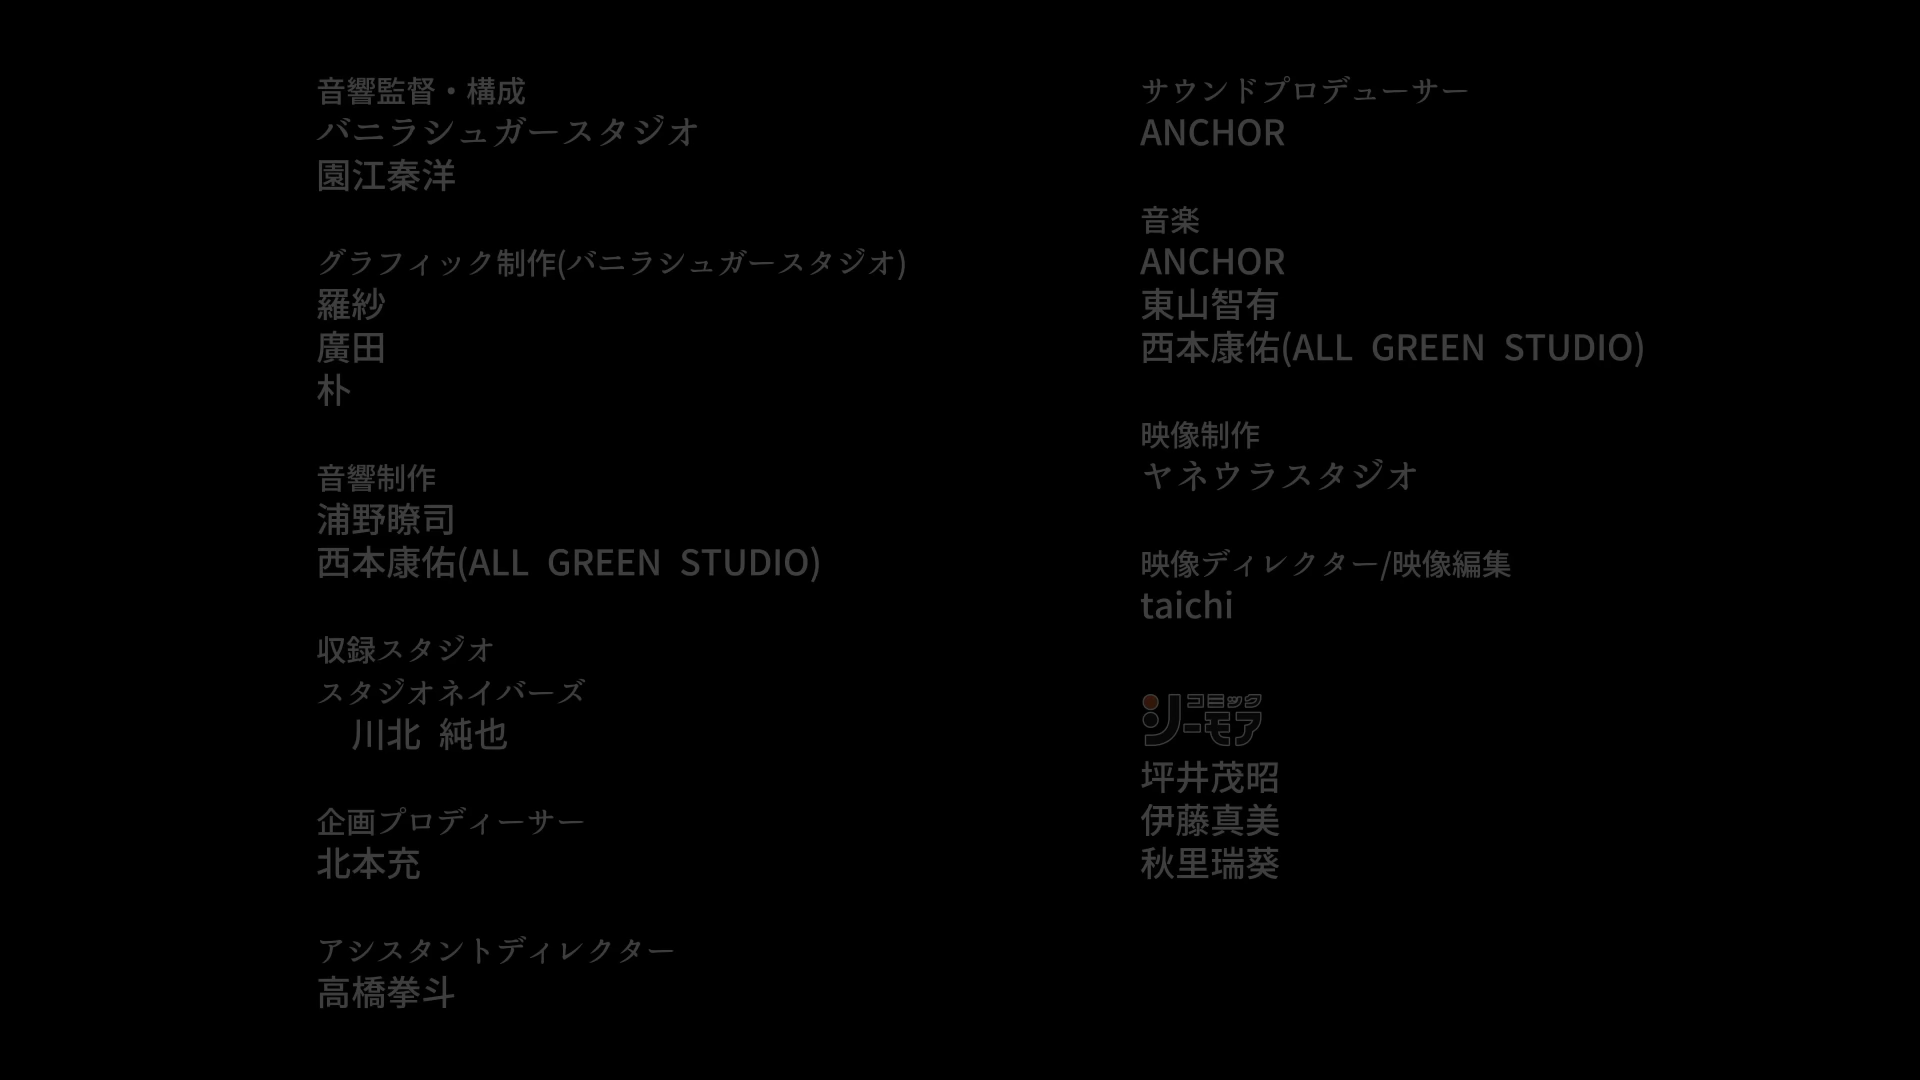 音響監督・構成
バニラシュガースタジオ
園江秦洋
グラフィック制作(バニラシュガースタジオ)
羅紗
廣田
朴
音響制作
浦野瞭司
西本康佑(ALL GREEN STUDIO)
収録スタジオ
スタジオネイバーズ
川北 純也
企画プロディーサー
北本充
アシスタントディレクター
高橋拳斗
サウンドプロデューサー
ANCHOR
音楽
ANCHOR
東山智有
西本康佑(ALL GREEN STUDIO)
映像制作
ヤネウラスタジオ
映像ディレクター/映像編集
taichi
コミックシーモア
坪井茂昭
伊藤真美
秋里瑞葵